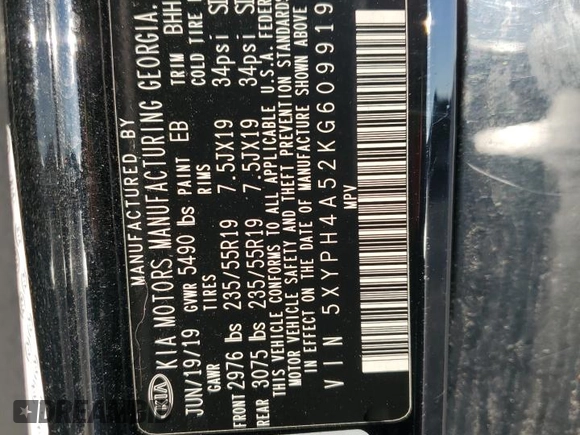 MANUFACTURED BY
KIA
KIA MOTORS MANUFACTURING GEORGIA.
JUN/19/19 GVWR 5490 lbs PAINT EB TRIM BHH
GAWR TIRES RIMS COLD TIRE
FRONT 2976 lbs 235/55R19 7.5JX19 34psi
REAR 3075 lbs 235/55R19 7.5JX19 34psi
THIS VEHICLE CONFORMS TO ALL APPLICABLE U.S.A. FEDER
MOTOR VEHICLE SAFETY AND THEFT PREVENTION STANDARDS
IN EFFECT ON THE DATE OF MANUFACTURE SHOWN ABOVE
VIN 5XYPH4A52KG609919
MPV